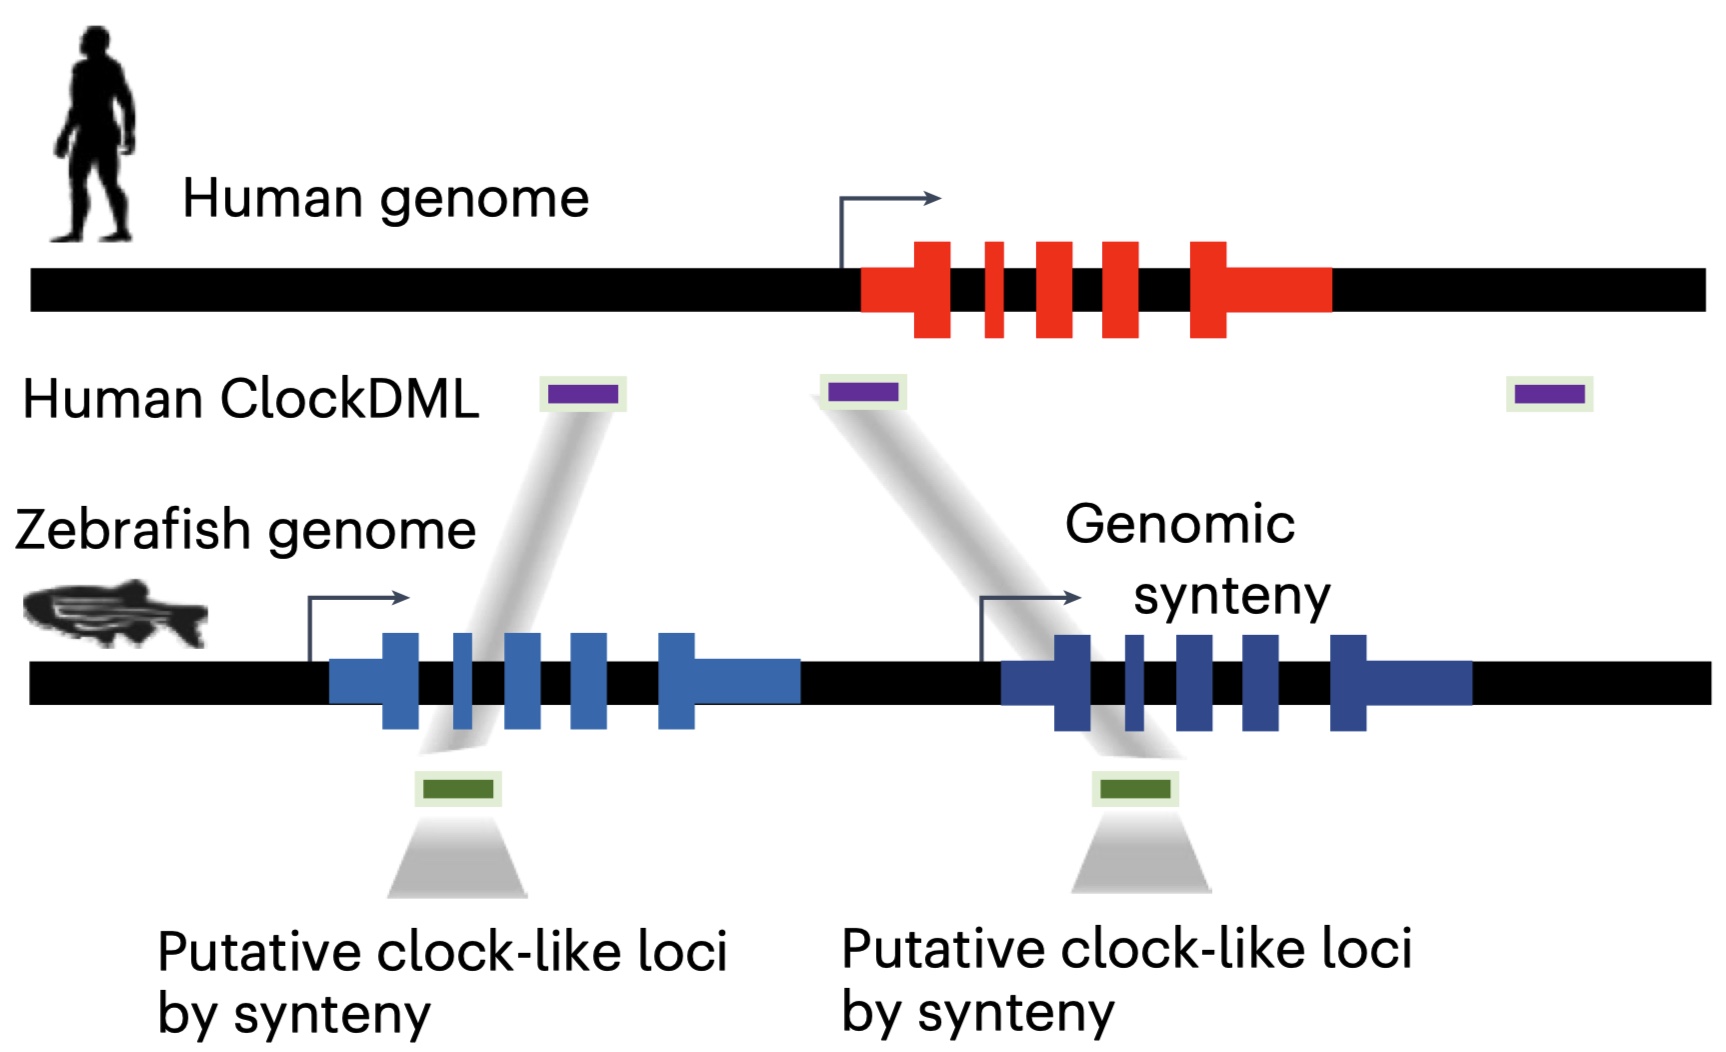 Human genome
Human ClockDML
Zebrafish genome
Genomic
synteny
Putative clock-like loci
by synteny
Putative clock-like loci
by synteny